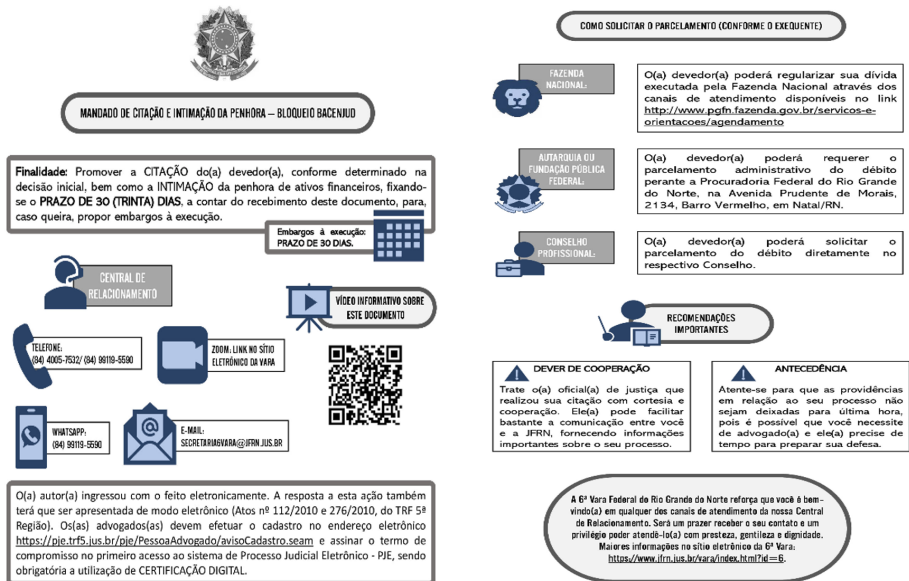 MANDADO DE CITAÇÃO E INTIMAÇÃO DA PENHORA – BLOQUEIO BACENJUD
Finalidade: Promover a CITAÇÃO do(a) devedor(a), conforme determinado na
decisão inicial, bem como a INTIMAÇÃO da penhora de ativos financeiros, fixando-
se o PRAZO DE 30 (TRINTA) DIAS, a contar do recebimento deste documento, para,
caso queira, propor embargos à execução.
Embargos à execução:
PRAZO DE 30 DIAS.
CENTRAL DE
RELACIONAMENTO
VÍDEO INFORMATIVO SOBRE
ESTE DOCUMENTO
TELEFONE:
(84) 4005-7532/ (84) 99119-5590
ZOOM: LINK NO SÍTIO
ELETRÔNICO DA VARA
WHATSAPP:
(84) 99119-5590
E-MAIL:
SECRETARIA6VARA@JFRN.JUS.BR
O(a) autor(a) ingressou com o feito eletronicamente. A resposta a esta ação também
terá que ser apresentada de modo eletrônico (Atos nº 112/2010 e 276/2010, do TRF 5ª
Região). Os(as) advogados(as) devem efetuar o cadastro no endereço eletrônico
https://pje.trf5.jus.br/pje/PessoaAdvogado/avisoCadastro.seam e assinar o termo de
compromisso no primeiro acesso ao sistema de Processo Judicial Eletrônico - PJE, sendo
obrigatória a utilização de CERTIFICAÇÃO DIGITAL.
COMO SOLICITAR O PARCELAMENTO (CONFORME O EXEQUENTE)
FAZENDA
NACIONAL:
O(a) devedor(a) poderá regularizar sua dívida
executada pela Fazenda Nacional através dos
canais de atendimento disponíveis no link
http://www.pgfn.fazenda.gov.br/servicos-e-
orientacoes/agendamento
AUTARQUIA OU
FUNDAÇÃO PÚBLICA
FEDERAL:
O(a) devedor(a) poderá requerer o
parcelamento administrativo do débito
perante a Procuradoria Federal do Rio Grande
do Norte, na Avenida Prudente de Morais,
2134, Barro Vermelho, em Natal/RN.
CONSELHO
PROFISSIONAL:
O(a) devedor(a) poderá solicitar o
parcelamento do débito diretamente no
respectivo Conselho.
RECOMENDAÇÕES
IMPORTANTES
DEVER DE COOPERAÇÃO
Trate o(a) oficial(a) de justiça que
realizou sua citação com cortesia e
cooperação. Ele(a) pode facilitar
bastante a comunicação entre você
e a JFRN, fornecendo informações
importantes sobre o seu processo.
ANTECEDÊNCIA
Atente-se para que as providências
em relação ao seu processo não
sejam deixadas para última hora,
pois é possível que você necessite
de advogado(a) e ele(a) precise de
tempo para preparar sua defesa.
A 6ª Vara Federal do Rio Grande do Norte reforça que você é bem-
vindo(a) em qualquer dos canais de atendimento da nossa Central
de Relacionamento. Será um prazer receber o seu contato e um
privilégio poder atendê-lo(a) com presteza, gentileza e dignidade.
Maiores informações no sítio eletrônico da 6ª Vara:
https://www.jfrn.jus.br/vara/index.html?id=6.